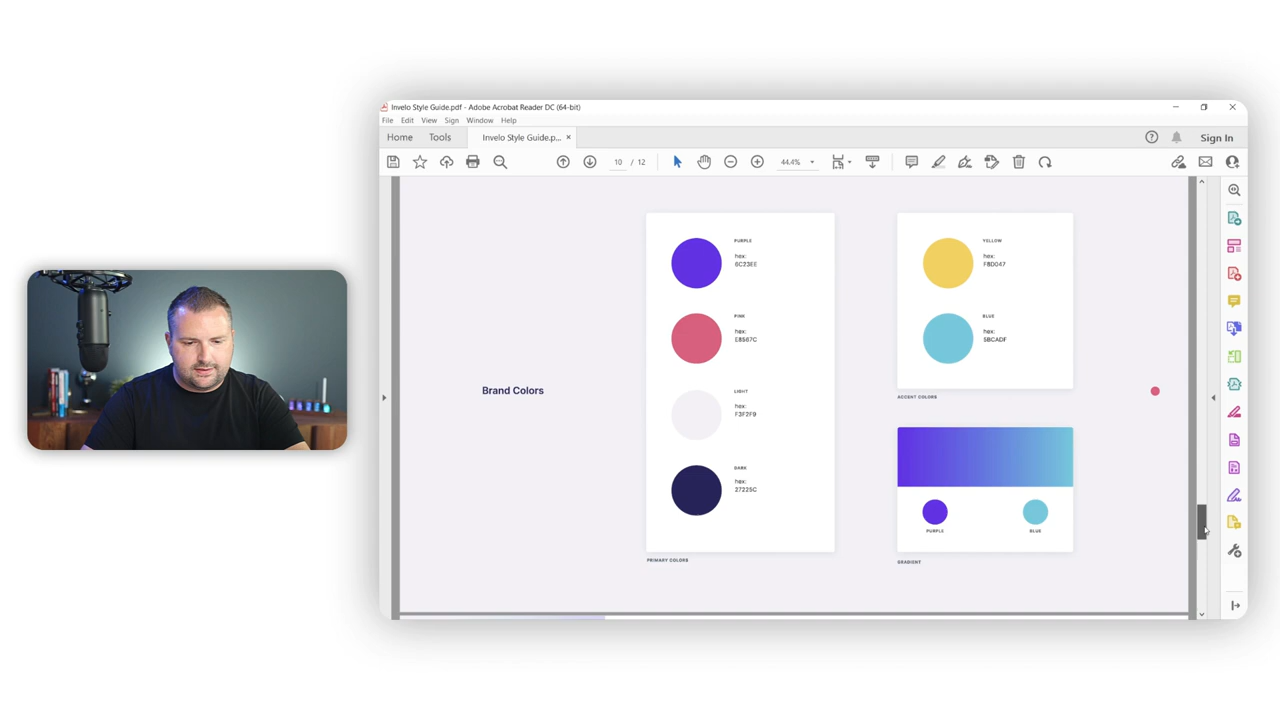 Invelo Style Guide.pdf - Adobe Acrobat Reader DC (64-bit)
File Edit View Sign Window Help
Home Tools Invelo Style Guide.p... Sign In
10 / 12 44.4%
Brand Colors
PURPLE
hex:
6C23EE
PINK
hex:
E8567C
LIGHT
hex:
F3F2F9
DARK
hex:
27225C
PRIMARY COLORS
YELLOW
hex:
F8D047
BLUE
hex:
5BCADF
ACCENT COLORS
PURPLE BLUE
GRADIENT